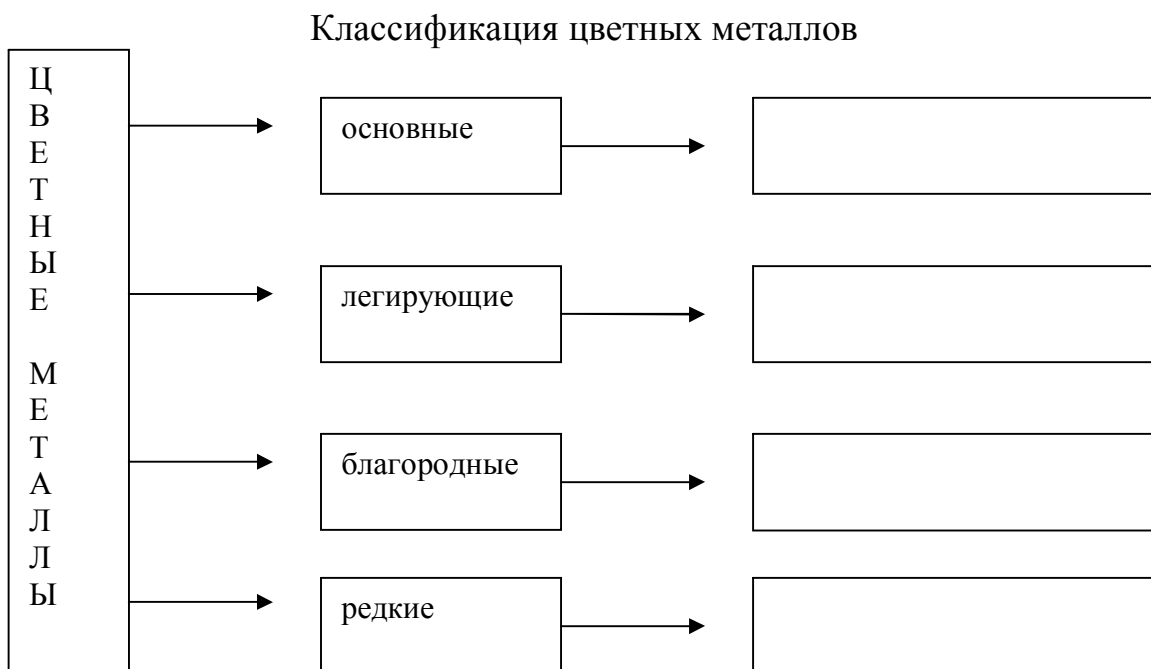 Классификация цветных металлов
Ц
В
Е
Т
Н
Ы
Е
М
Е
Т
А
Л
Л
Ы
основные
легирующие
благородные
редкие